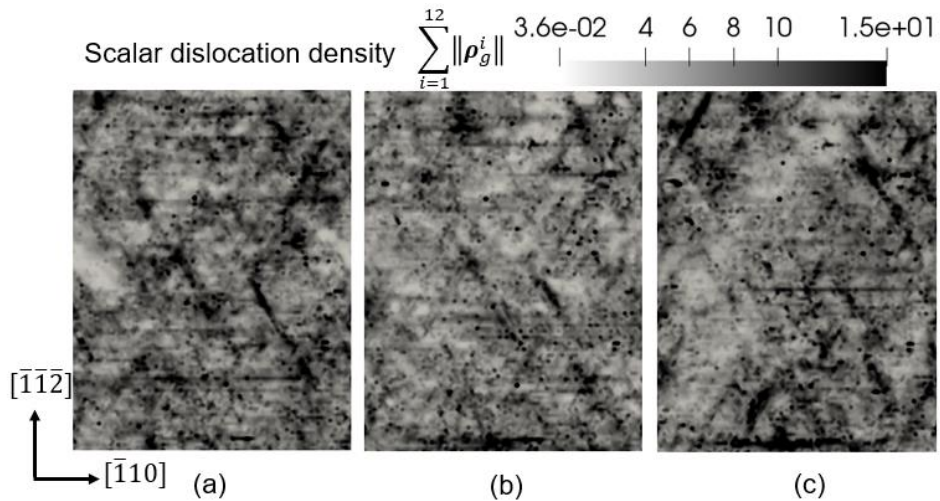 Scalar dislocation density ∑_{i=1}^{12} ‖ρ_g^i‖ 3.6e-02 4 6 8 10 1.5e+01
[1̄1̄2̄]
[1̄10]
(a) (b) (c)